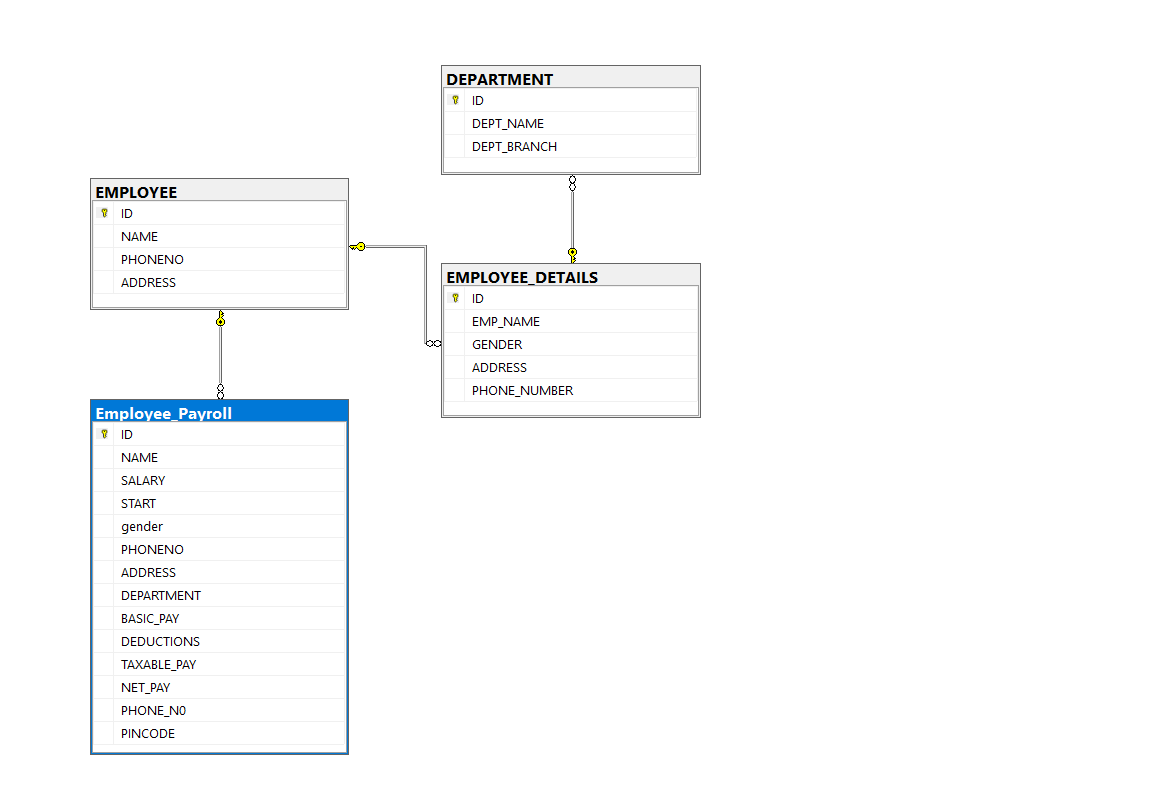 DEPARTMENT
ID
DEPT_NAME
DEPT_BRANCH
EMPLOYEE
ID
NAME
PHONENO
ADDRESS
EMPLOYEE_DETAILS
ID
EMP_NAME
GENDER
ADDRESS
PHONE_NUMBER
Employee_Payroll
ID
NAME
SALARY
START
gender
PHONENO
ADDRESS
DEPARTMENT
BASIC_PAY
DEDUCTIONS
TAXABLE_PAY
NET_PAY
PHONE_N0
PINCODE